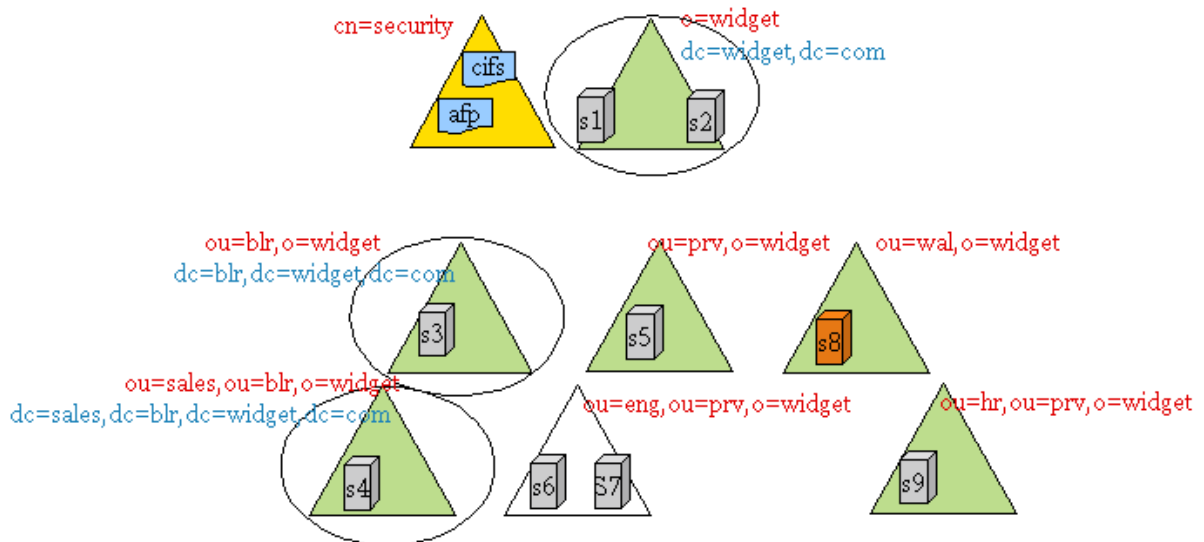 cn=security
o=widget
dc=widget,dc=com
cifs
afp
s1
s2
ou=blr,o=widget
dc=blr,dc=widget,dc=com
ou=prv,o=widget
ou=wal,o=widget
s3
s5
s8
ou=sales,ou=blr,o=widget
dc=sales,dc=blr,dc=widget,dc=com
ou=eng,ou=prv,o=widget
ou=hr,ou=prv,o=widget
s4
s6
S7
s9